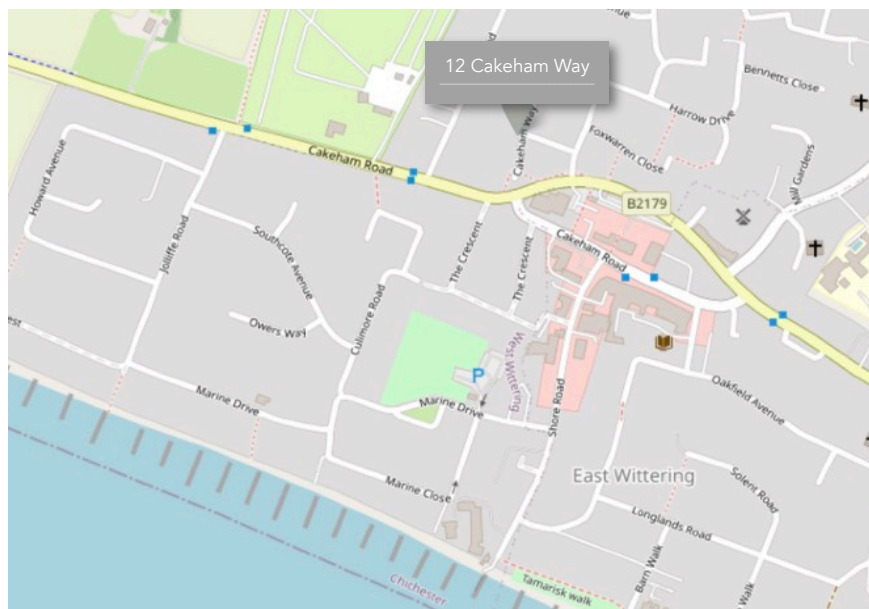 12 Cakeham Way
Bennetts Close
Harrow Drive
Cakeham Way
Foxwarren Close
Cakeham Road
Howard Avenue
Mill Gardens
B2179
Jolliffe Road
Southcote Avenue
The Crescent
Cakeham Road
The Crescent
Culimore Road
Owers Way
West Wittering
P
Marine Drive
Marine Drive
Shore Road
Oakfield Avenue
East Wittering
Solent Road
Marine Close
Longlands Road
Barn Walk
Chichester
Tamarisk walk
Walk